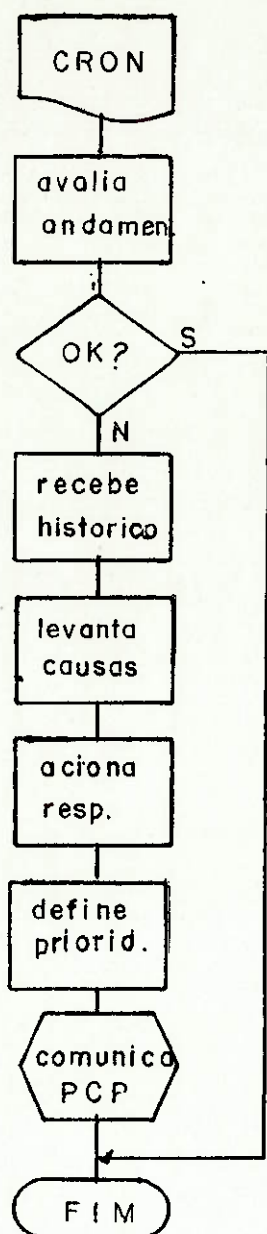 CRON
avalia
andamen.
OK?
S
N
recebe
historico
levanta
causas
aciona
resp.
define
priorid.
comunica
PCP
FIM